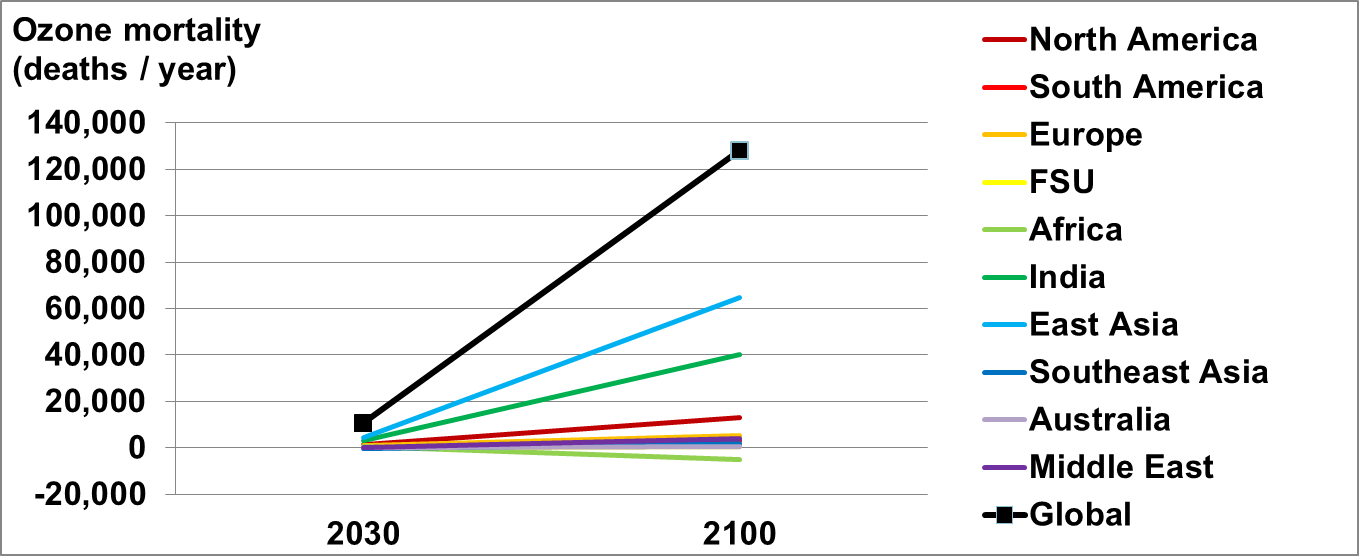 Ozone mortality
(deaths / year)
140,000
120,000
100,000
80,000
60,000
40,000
20,000
0
-20,000
2030
2100
North America
South America
Europe
FSU
Africa
India
East Asia
Southeast Asia
Australia
Middle East
Global